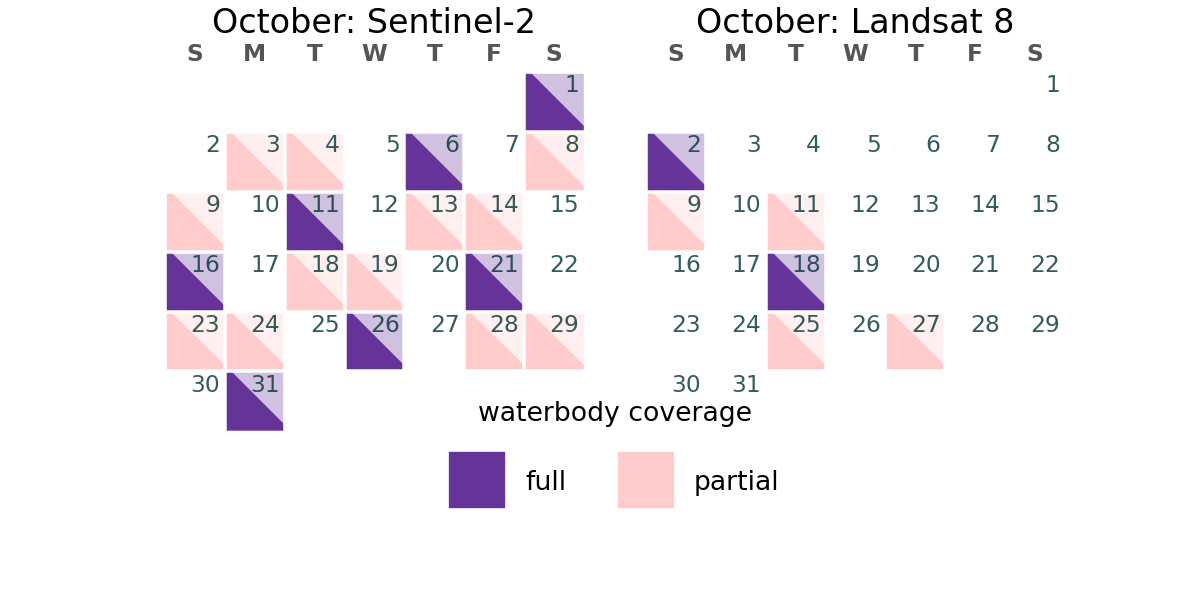 October: Sentinel-2
S M T W T F S
1
2 3 4 5 6 7 8
9 10 11 12 13 14 15
16 17 18 19 20 21 22
23 24 25 26 27 28 29
30 31
October: Landsat 8
S M T W T F S
1
2 3 4 5 6 7 8
9 10 11 12 13 14 15
16 17 18 19 20 21 22
23 24 25 26 27 28 29
30 31
waterbody coverage
full partial